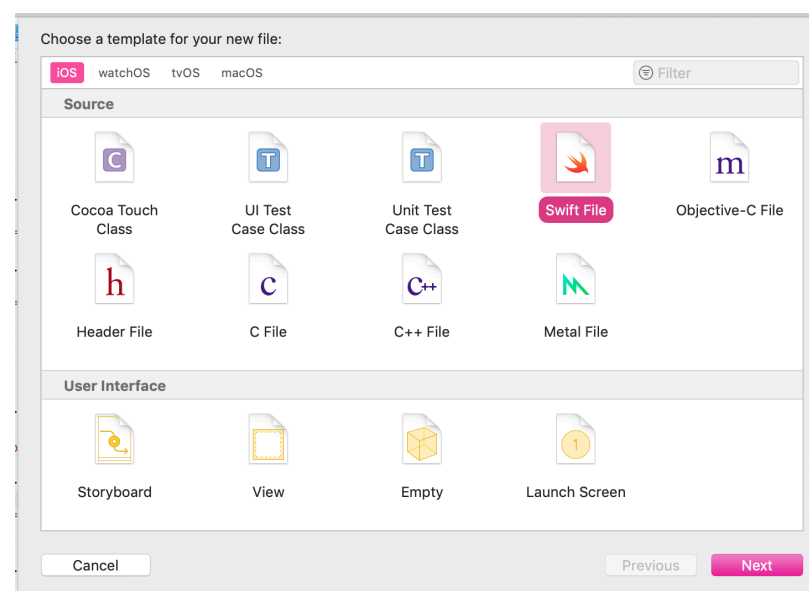 Choose a template for your new file:
iOS watchOS tvOS macOS Filter
Source
C T T m
Cocoa Touch
Class
UI Test
Case Class
Unit Test
Case Class
Swift File
Objective-C File
h c C++
Header File
C File
C++ File
Metal File
User Interface
1
Storyboard
View
Empty
Launch Screen
Cancel Previous Next